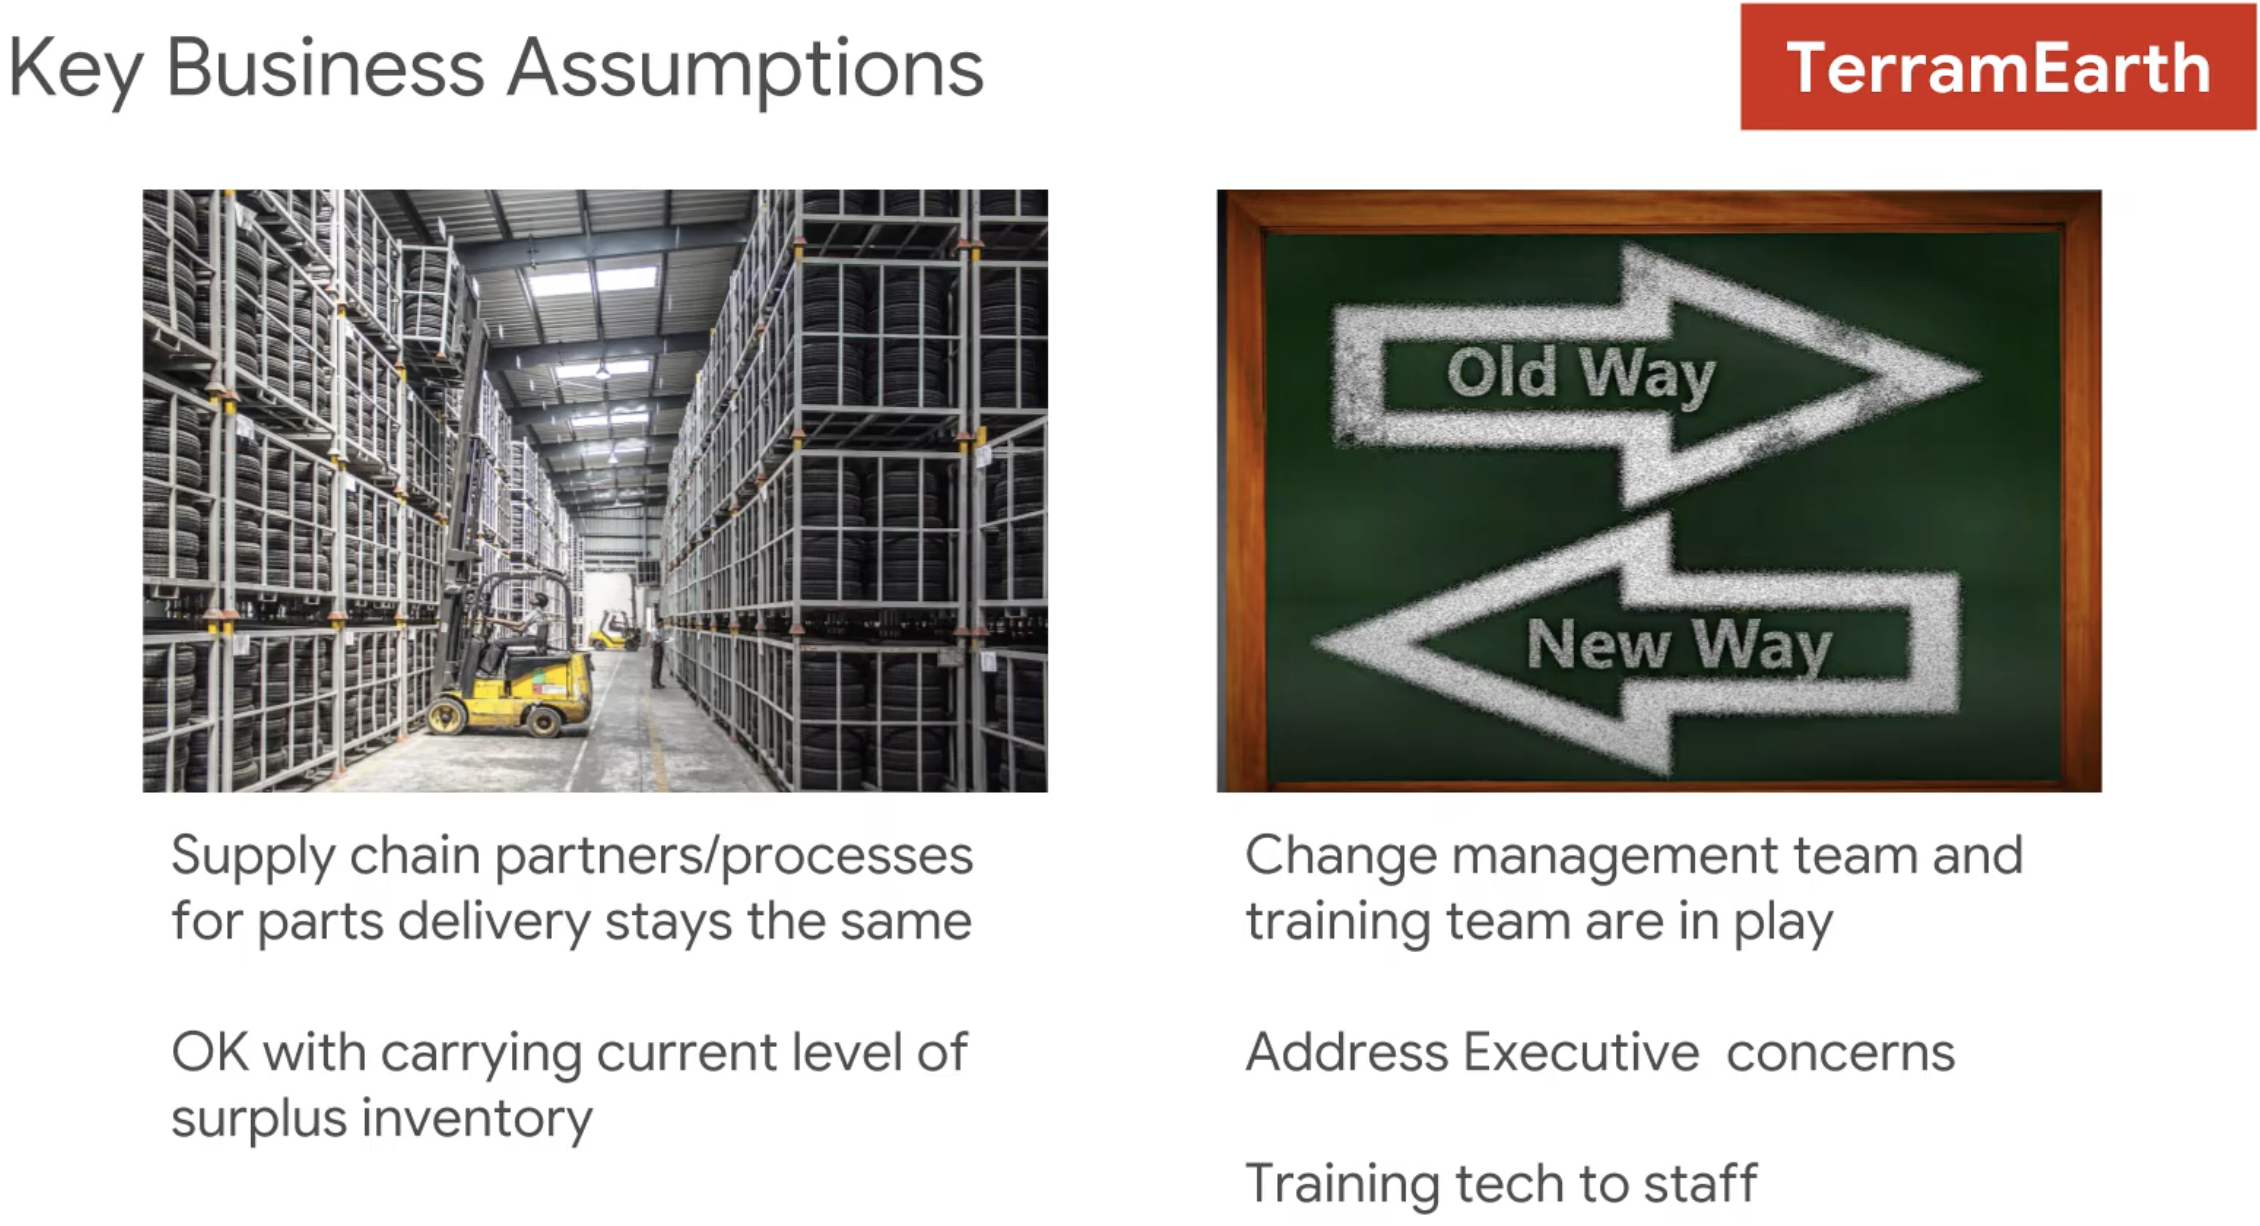 Key Business Assumptions
TerramEarth
Old Way
New Way
Supply chain partners/processes
for parts delivery stays the same
OK with carrying current level of
surplus inventory
Change management team and
training team are in play
Address Executive concerns
Training tech to staff